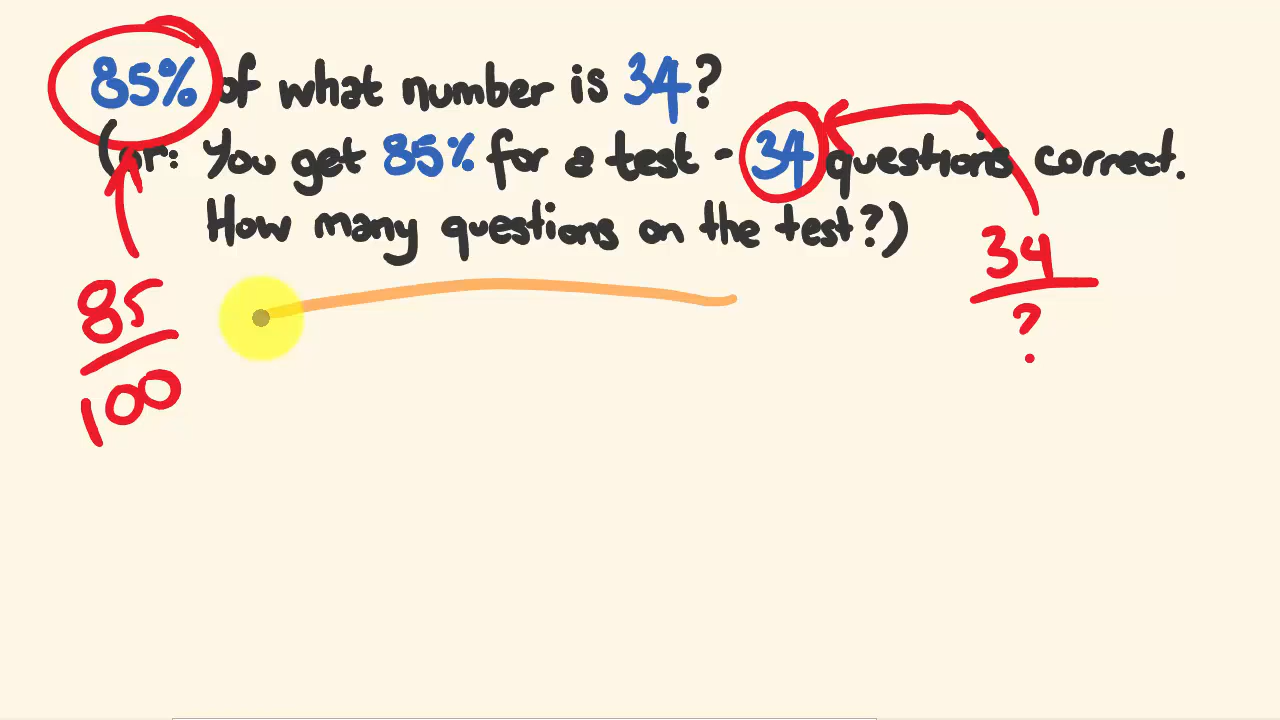 85% of what number is 34?
(or: You get 85% for a test - 34 questions correct.
How many questions on the test?)
85
100
34
?